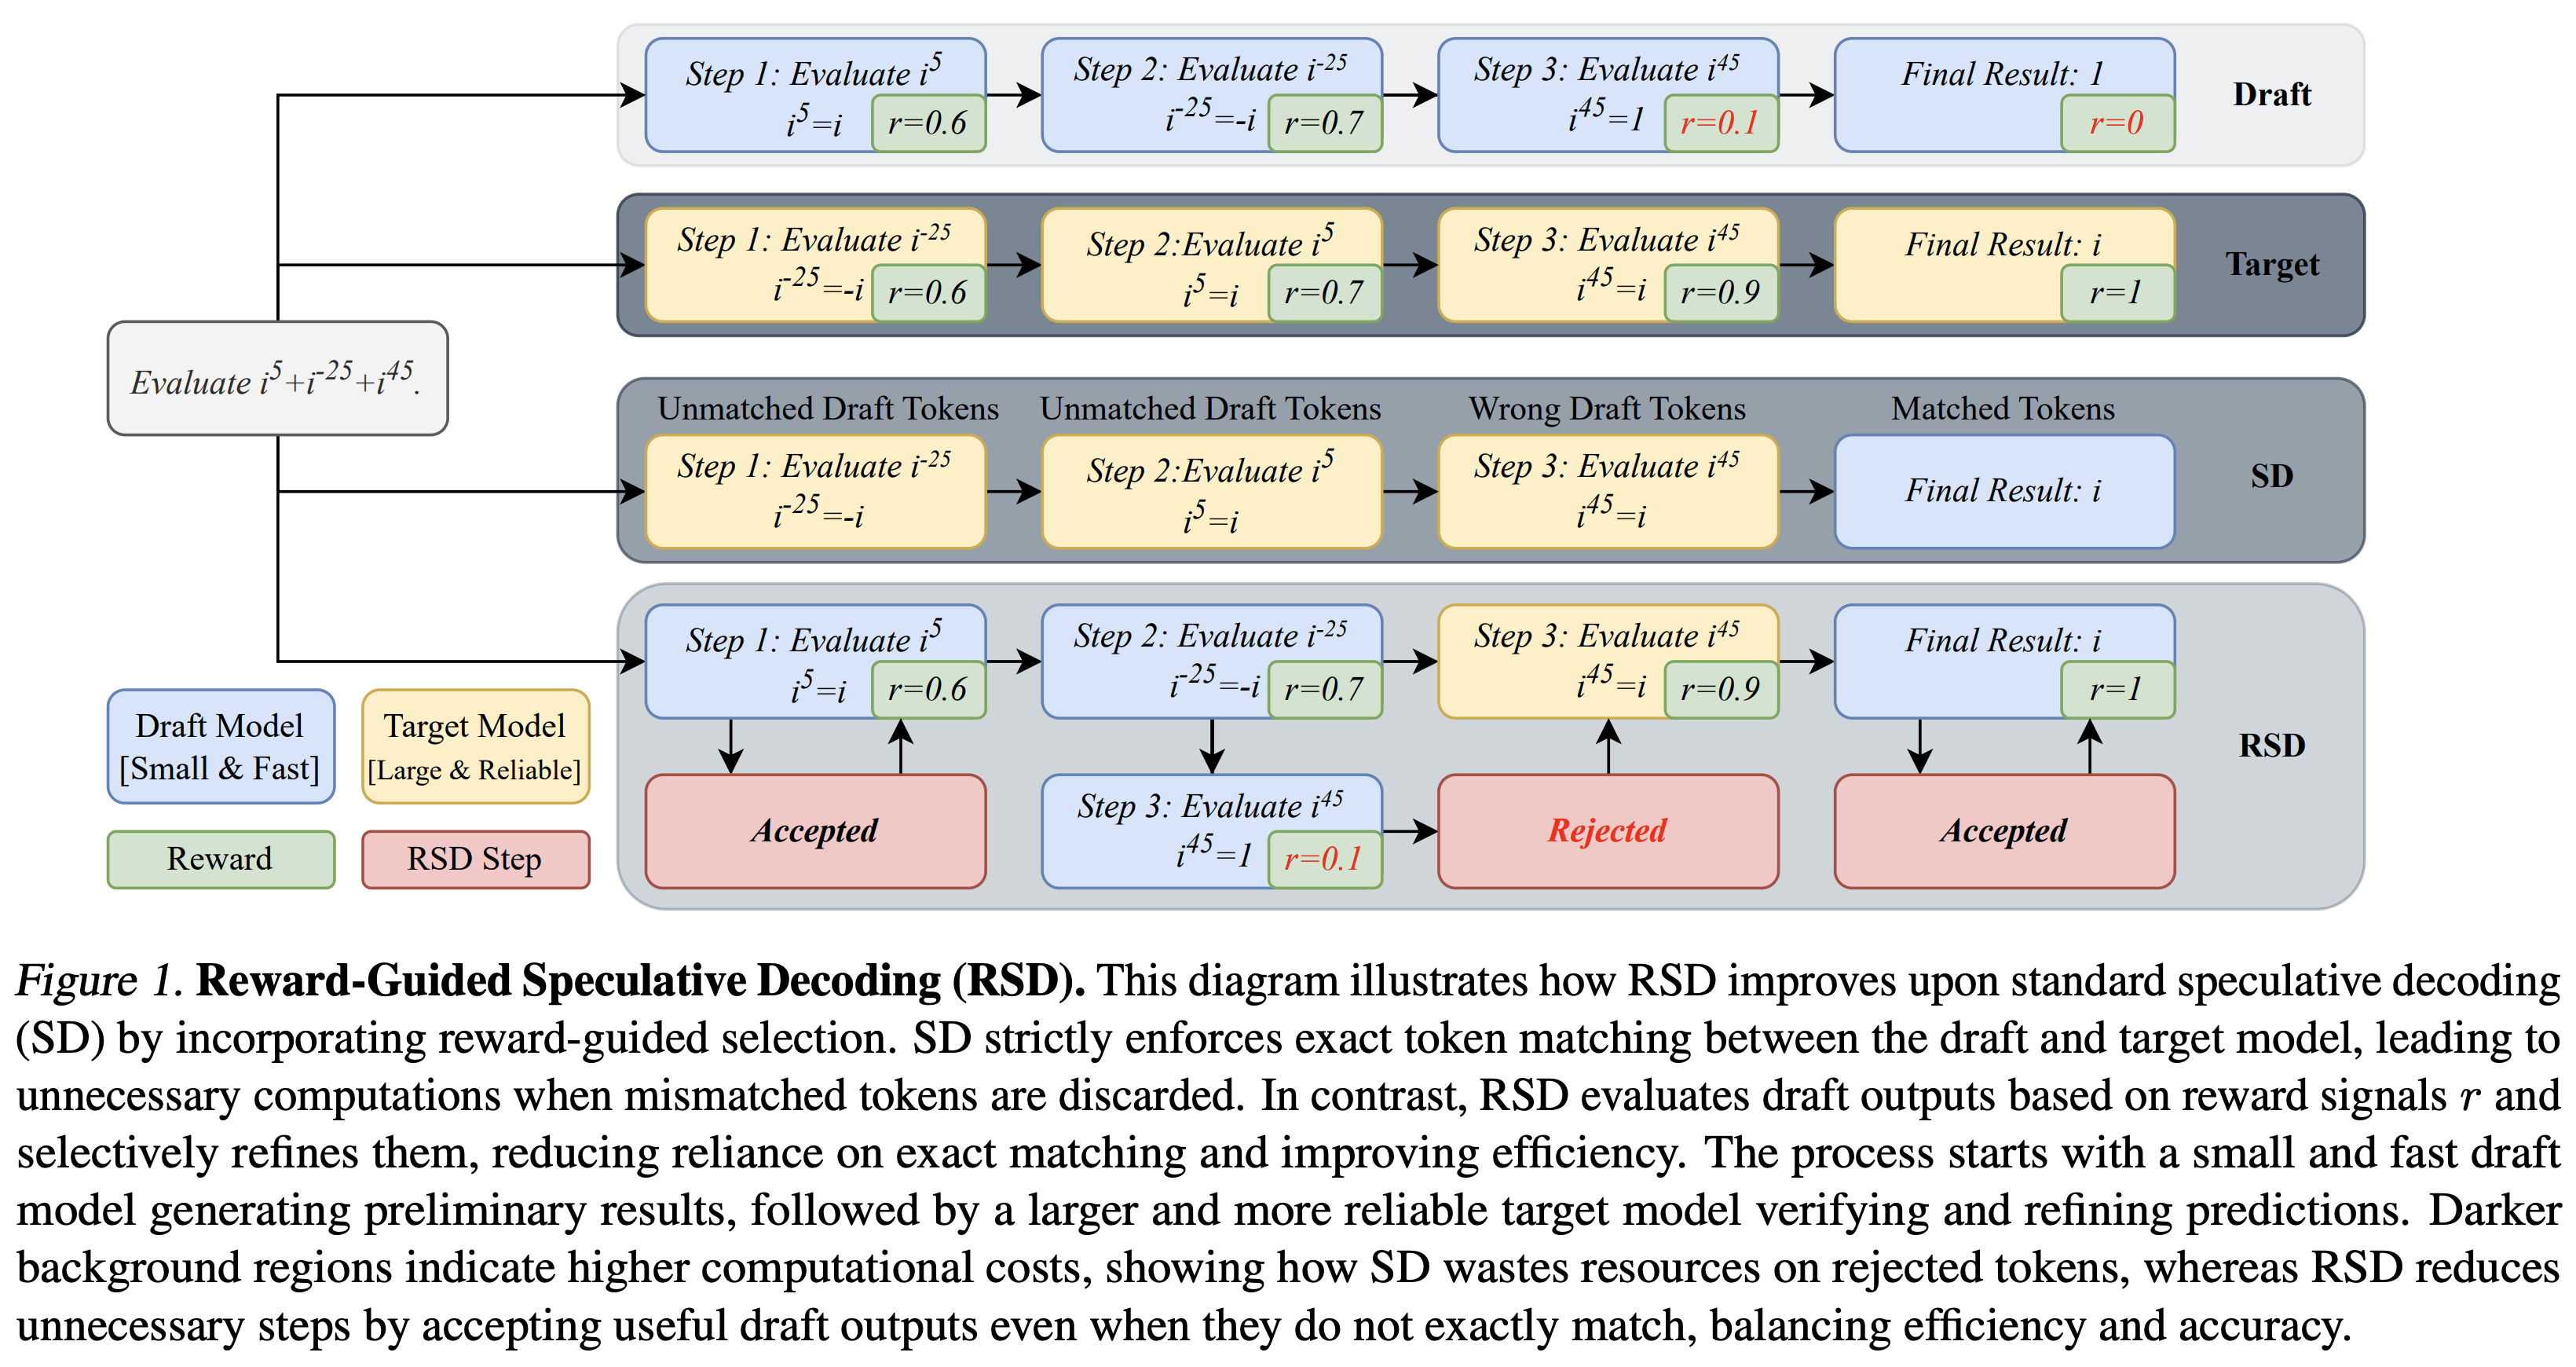 Step 1: Evaluate i^5
i^5=i
r=0.6
Step 2: Evaluate i^-25
i^-25=-i
r=0.7
Step 3: Evaluate i^45
i^45=1
r=0.1
Final Result: 1
r=0
Draft
Step 1: Evaluate i^-25
i^-25=-i
r=0.6
Step 2:Evaluate i^5
i^5=i
r=0.7
Step 3: Evaluate i^45
i^45=i
r=0.9
Final Result: i
r=1
Target
Evaluate i^5+i^-25+i^45.
Unmatched Draft Tokens
Step 1: Evaluate i^-25
i^-25=-i
Unmatched Draft Tokens
Step 2:Evaluate i^5
i^5=i
Wrong Draft Tokens
Step 3: Evaluate i^45
i^45=i
Matched Tokens
Final Result: i
SD
Step 1: Evaluate i^5
i^5=i
r=0.6
Step 2: Evaluate i^-25
i^-25=-i
r=0.7
Step 3: Evaluate i^45
i^45=i
r=0.9
Final Result: i
r=1
RSD
Accepted
Step 3: Evaluate i^45
i^45=1
r=0.1
Rejected
Accepted
Draft Model
[Small & Fast]
Target Model
[Large & Reliable]
Reward
RSD Step
Figure 1. Reward-Guided Speculative Decoding (RSD). This diagram illustrates how RSD improves upon standard speculative decoding
(SD) by incorporating reward-guided selection. SD strictly enforces exact token matching between the draft and target model, leading to
unnecessary computations when mismatched tokens are discarded. In contrast, RSD evaluates draft outputs based on reward signals r and
selectively refines them, reducing reliance on exact matching and improving efficiency. The process starts with a small and fast draft
model generating preliminary results, followed by a larger and more reliable target model verifying and refining predictions. Darker
background regions indicate higher computational costs, showing how SD wastes resources on rejected tokens, whereas RSD reduces
unnecessary steps by accepting useful draft outputs even when they do not exactly match, balancing efficiency and accuracy.